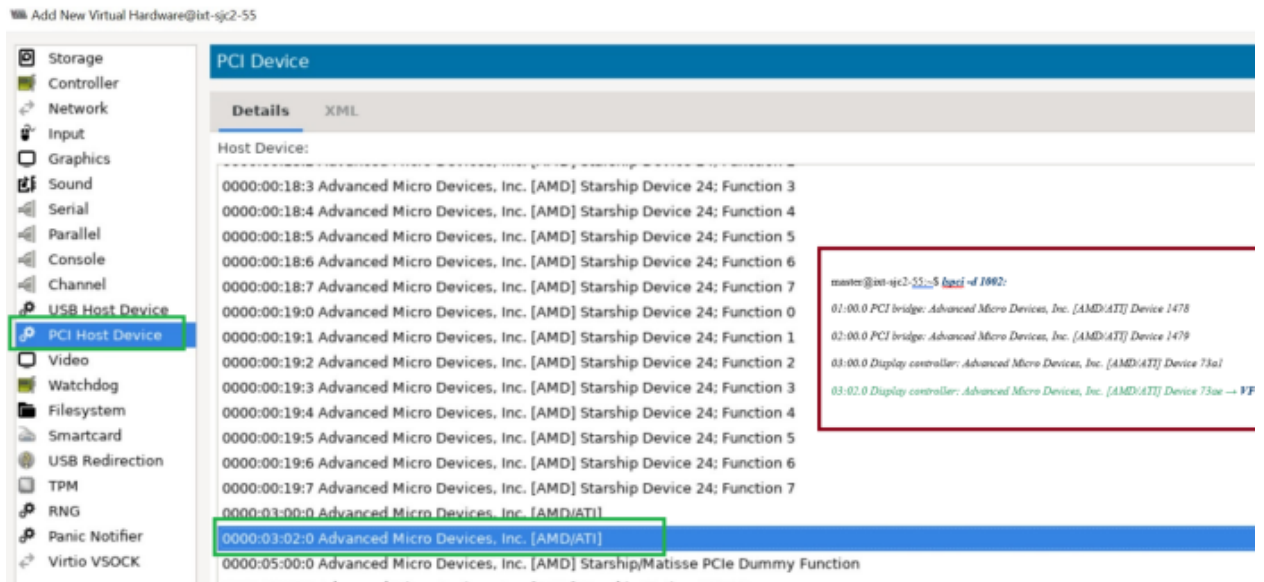 Add New Virtual Hardware@ixt-sjc2-55
Storage
Controller
Network
Input
Graphics
Sound
Serial
Parallel
Console
Channel
USB Host Device
PCI Host Device
Video
Watchdog
Filesystem
Smartcard
USB Redirection
TPM
RNG
Panic Notifier
Virtio VSOCK
PCI Device
Details XML
Host Device:
0000:00:18:3 Advanced Micro Devices, Inc. [AMD] Starship Device 24; Function 3
0000:00:18:4 Advanced Micro Devices, Inc. [AMD] Starship Device 24; Function 4
0000:00:18:5 Advanced Micro Devices, Inc. [AMD] Starship Device 24; Function 5
0000:00:18:6 Advanced Micro Devices, Inc. [AMD] Starship Device 24; Function 6
0000:00:18:7 Advanced Micro Devices, Inc. [AMD] Starship Device 24; Function 7
0000:00:19:0 Advanced Micro Devices, Inc. [AMD] Starship Device 24; Function 0
0000:00:19:1 Advanced Micro Devices, Inc. [AMD] Starship Device 24; Function 1
0000:00:19:2 Advanced Micro Devices, Inc. [AMD] Starship Device 24; Function 2
0000:00:19:3 Advanced Micro Devices, Inc. [AMD] Starship Device 24; Function 3
0000:00:19:4 Advanced Micro Devices, Inc. [AMD] Starship Device 24; Function 4
0000:00:19:5 Advanced Micro Devices, Inc. [AMD] Starship Device 24; Function 5
0000:00:19:6 Advanced Micro Devices, Inc. [AMD] Starship Device 24; Function 6
0000:00:19:7 Advanced Micro Devices, Inc. [AMD] Starship Device 24; Function 7
0000:03:00:0 Advanced Micro Devices, Inc. [AMD/ATI]
0000:03:02:0 Advanced Micro Devices, Inc. [AMD/ATI]
0000:05:00:0 Advanced Micro Devices, Inc. [AMD] Starship/Matisse PCIe Dummy Function
master@ixt-sjc2-55:~$ lspci -d 1002:
01:00.0 PCI bridge: Advanced Micro Devices, Inc. [AMD/ATI] Device 1478
02:00.0 PCI bridge: Advanced Micro Devices, Inc. [AMD/ATI] Device 1479
03:00.0 Display controller: Advanced Micro Devices, Inc. [AMD/ATI] Device 73a1
03:02.0 Display controller: Advanced Micro Devices, Inc. [AMD/ATI] Device 73ae → VF